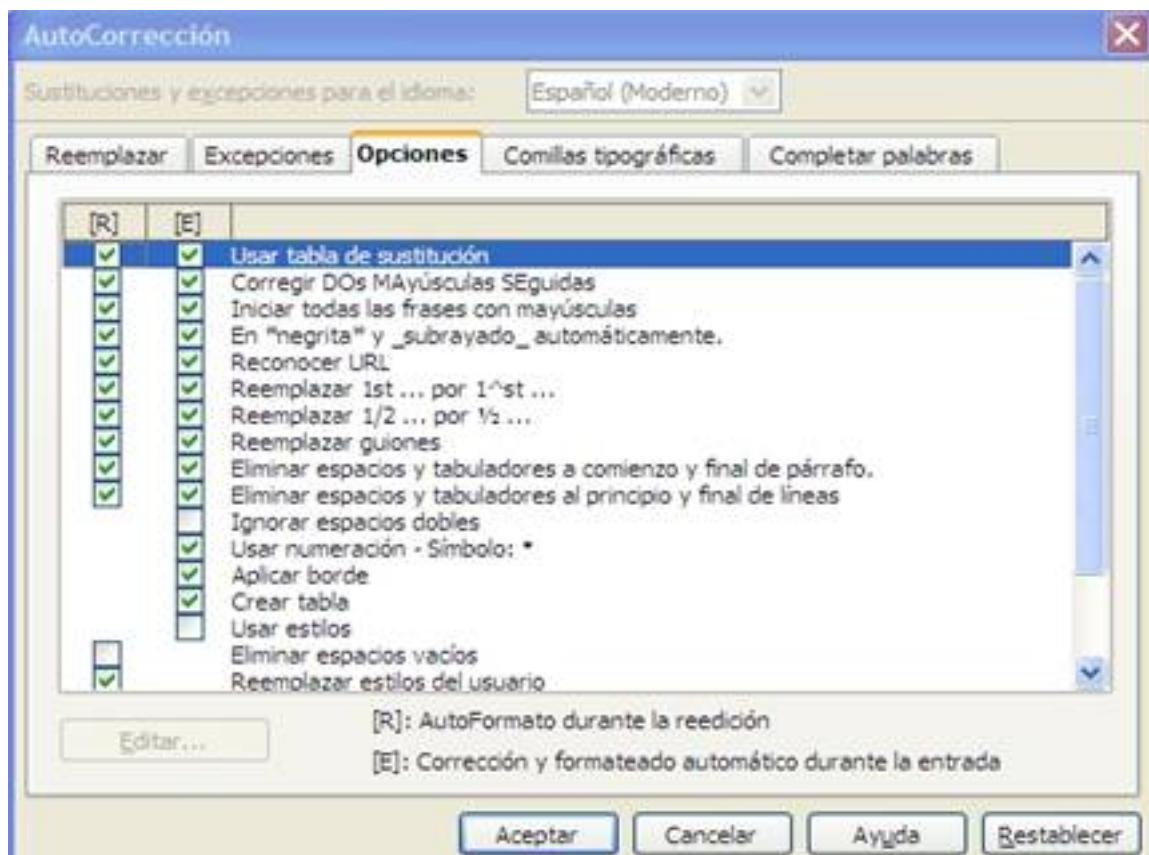 AutoCorrección
Sustituciones y excepciones para el idioma: Español (Moderno)
Reemplazar Excepciones Opciones Comillas tipográficas Completar palabras
[R] [E]
Usar tabla de sustitución
Corregir DOs MAyúsculas SEguidas
Iniciar todas las frases con mayúsculas
En *negrita* y _subrayado_ automáticamente.
Reconocer URL
Reemplazar 1st ... por 1^st ...
Reemplazar 1/2 ... por ½ ...
Reemplazar guiones
Eliminar espacios y tabuladores a comienzo y final de párrafo.
Eliminar espacios y tabuladores al principio y final de líneas
Ignorar espacios dobles
Usar numeración - Símbolo: •
Aplicar borde
Crear tabla
Usar estilos
Eliminar espacios vacíos
Reemplazar estilos del usuario
[R]: AutoFormato durante la reedición
Editar...
[E]: Corrección y formateado automático durante la entrada
Aceptar Cancelar Ayuda Restablecer